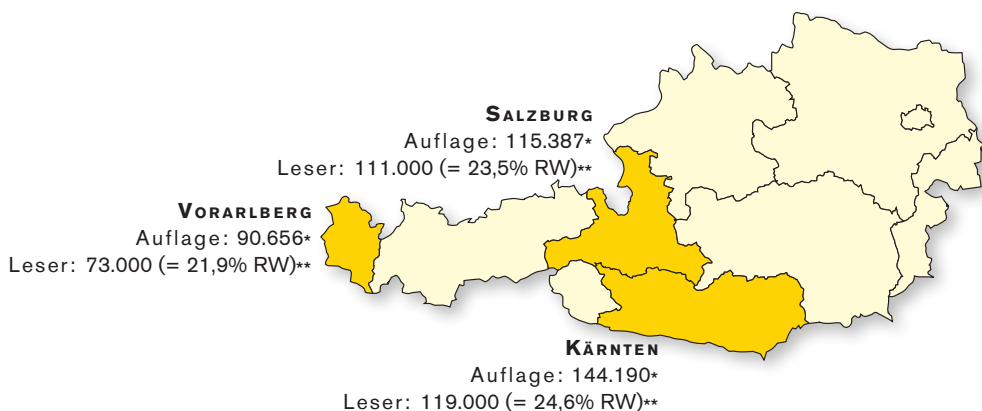 SALZBURG
Auflage: 115.387*
Leser: 111.000 (= 23,5% RW)**
VORARLBERG
Auflage: 90.656*
Leser: 73.000 (= 21,9% RW)**
KÄRNTEN
Auflage: 144.190*
Leser: 119.000 (= 24,6% RW)**